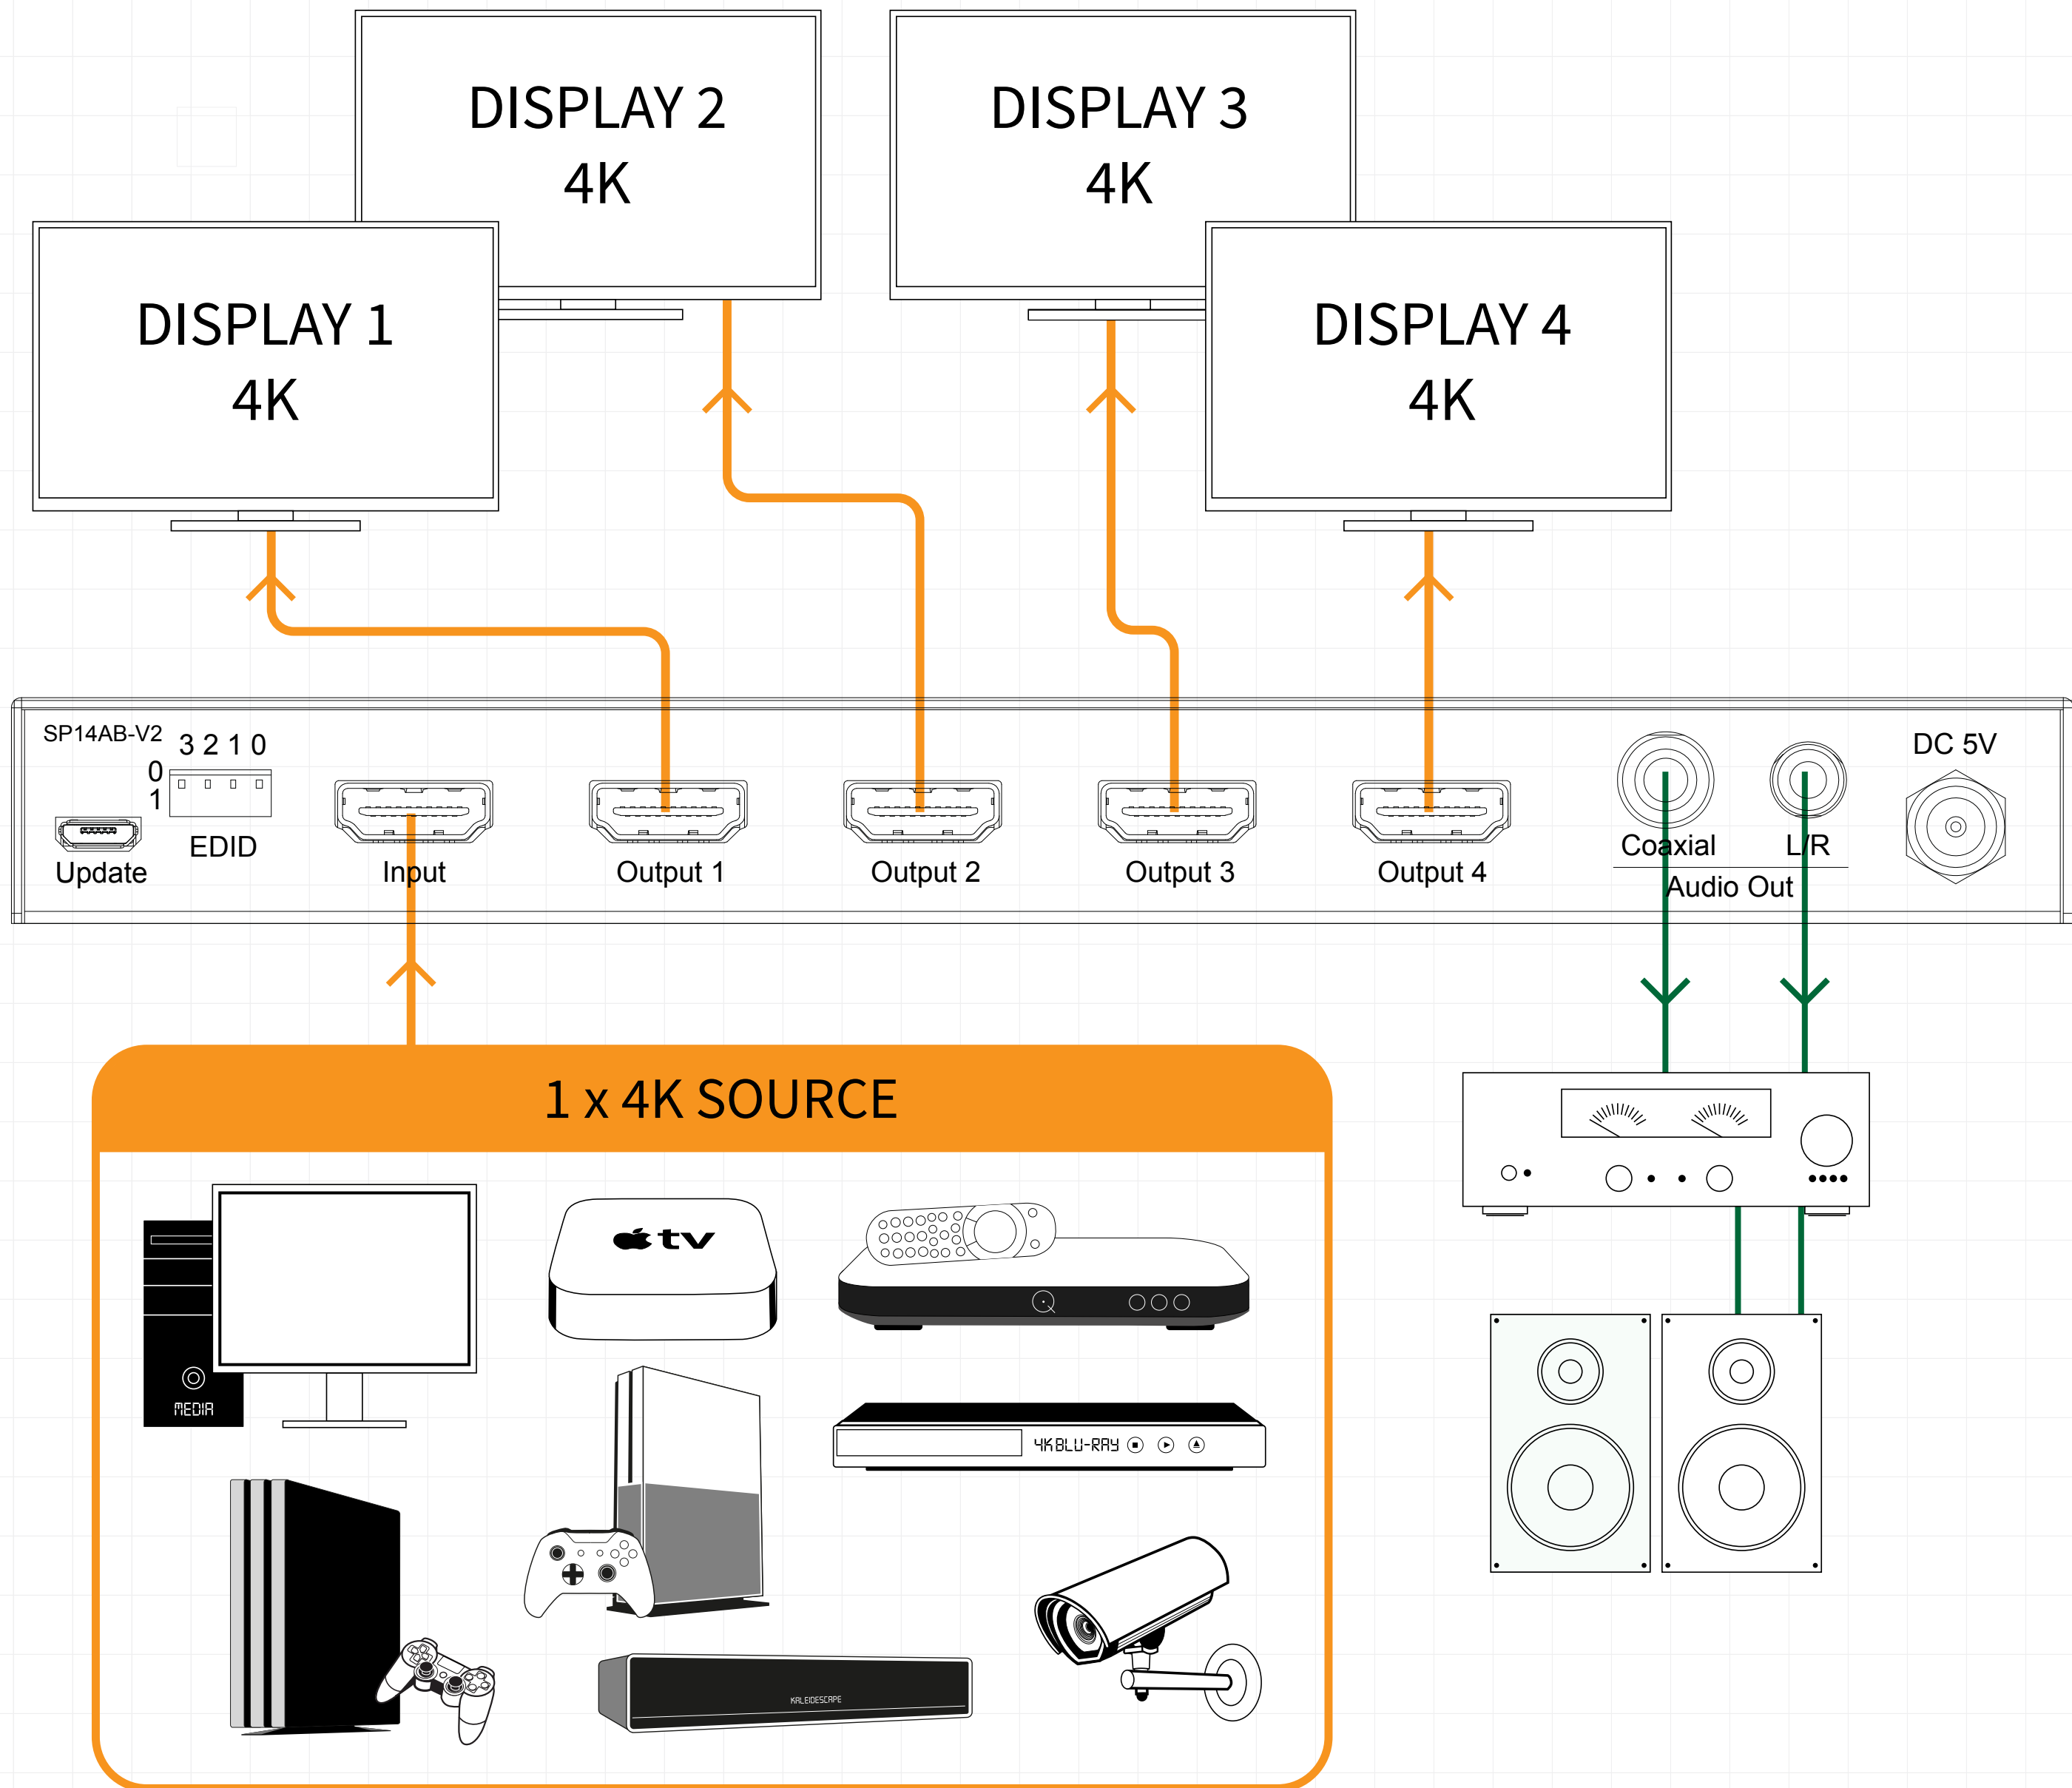 DISPLAY 2
4K
DISPLAY 3
4K
DISPLAY 1
4K
DISPLAY 4
4K
SP14AB-V2
3 2 1 0
0
1
EDID
Update
Input
Output 1
Output 2
Output 3
Output 4
Coaxial
L/R
Audio Out
DC 5V
1 x 4K SOURCE
MEDIA
tv
4K BLU-RAY
KALEIDESCAPE